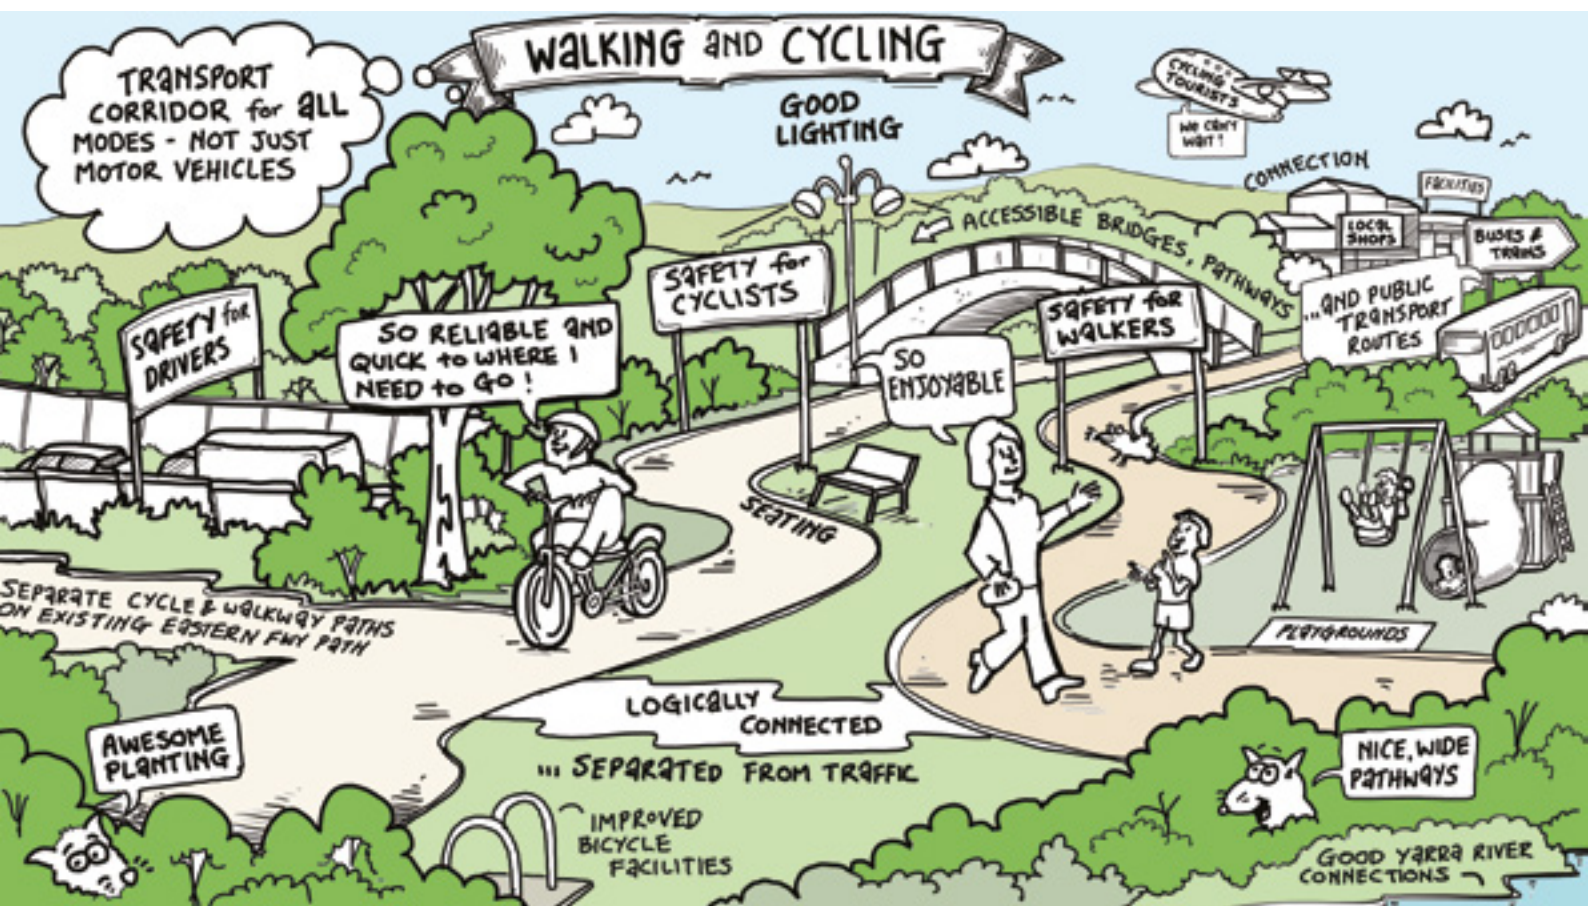 WALKING AND CYCLING
TRANSPORT
CORRIDOR for ALL
MODES - NOT JUST
MOTOR VEHICLES
GOOD
LIGHTING
CYCLING
TOURISTS
WE CAN'T
WAIT!
CONNECTION
FACILITIES
LOCAL
SHOPS
BUSES &
TRAINS
...AND PUBLIC
TRANSPORT
ROUTES
ACCESSIBLE BRIDGES, PATHWAYS
SAFETY for
CYCLISTS
SAFETY for
DRIVERS
SO RELIABLE AND
QUICK to WHERE I
NEED to GO!
SAFETY FOR
WALKERS
SO
ENJOYABLE
SEATING
SEPARATE CYCLE & WALKWAY PATHS
ON EXISTING EASTERN FWY PATH
PLAYGROUNDS
LOGICALLY
CONNECTED
... SEPARATED FROM TRAFFIC
AWESOME
PLANTING
IMPROVED
BICYCLE
FACILITIES
NICE, WIDE
PATHWAYS
GOOD YARRA RIVER
CONNECTIONS